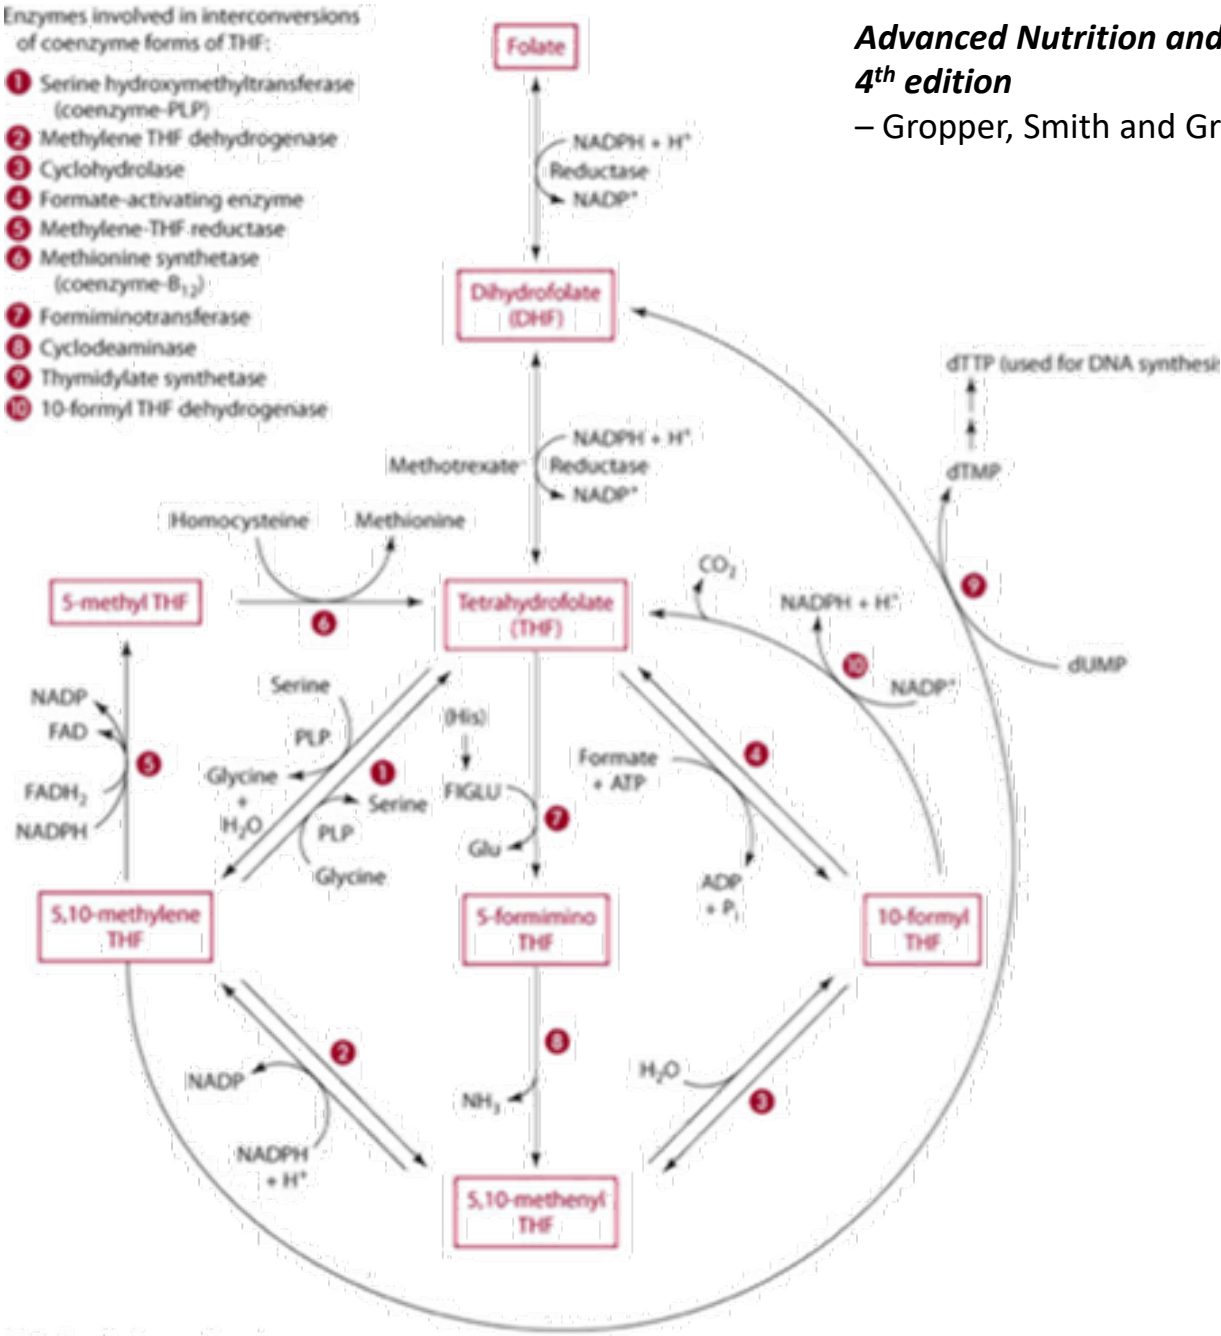 Enzymes involved in interconversions
of coenzyme forms of THF:
1 Serine hydroxymethyltransferase
(coenzyme-PLP)
2 Methylene THF dehydrogenase
3 Cyclohydrolase
4 Formate-activating enzyme
5 Methylene-THF reductase
6 Methionine synthetase
(coenzyme-B₁₂)
7 Formiminotransferase
8 Cyclodeaminase
9 Thymidylate synthetase
10 10-formyl THF dehydrogenase
Advanced Nutrition and
4th edition
– Gropper, Smith and Gr
Folate
NADPH + H⁺
Reductase
NADP⁺
Dihydrofolate
(DHF)
dTTP (used for DNA synthesis
NADPH + H⁺
Methotrexate
Reductase
NADP⁺
dTMP
Homocysteine
Methionine
5-methyl THF
6
Tetrahydrofolate
(THF)
CO₂
NADPH + H⁺
9
10
NADP⁺
dUMP
NADP
FAD
5
FADH₂
NADPH
Serine
PLP
Glycine
+
H₂O
1
Serine
PLP
Glycine
(His)
FIGLU
7
Glu
Formate
+ ATP
4
ADP
+ Pᵢ
5,10-methylene
THF
5-formimino
THF
10-formyl
THF
2
NADP
NADPH
+ H⁺
8
NH₃
H₂O
3
5,10-methenyl
THF